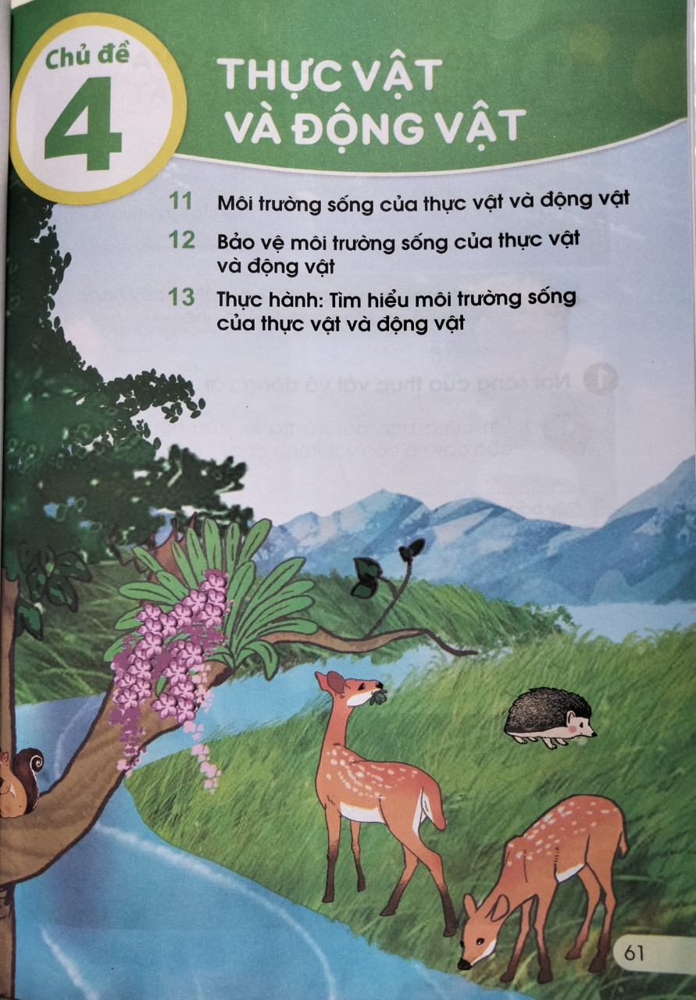 Chủ đề
4
THỰC VẬT
VÀ ĐỘNG VẬT
11 Môi trường sống của thực vật và động vật
12 Bảo vệ môi trường sống của thực vật
và động vật
13 Thực hành: Tìm hiểu môi trường sống
của thực vật và động vật
61